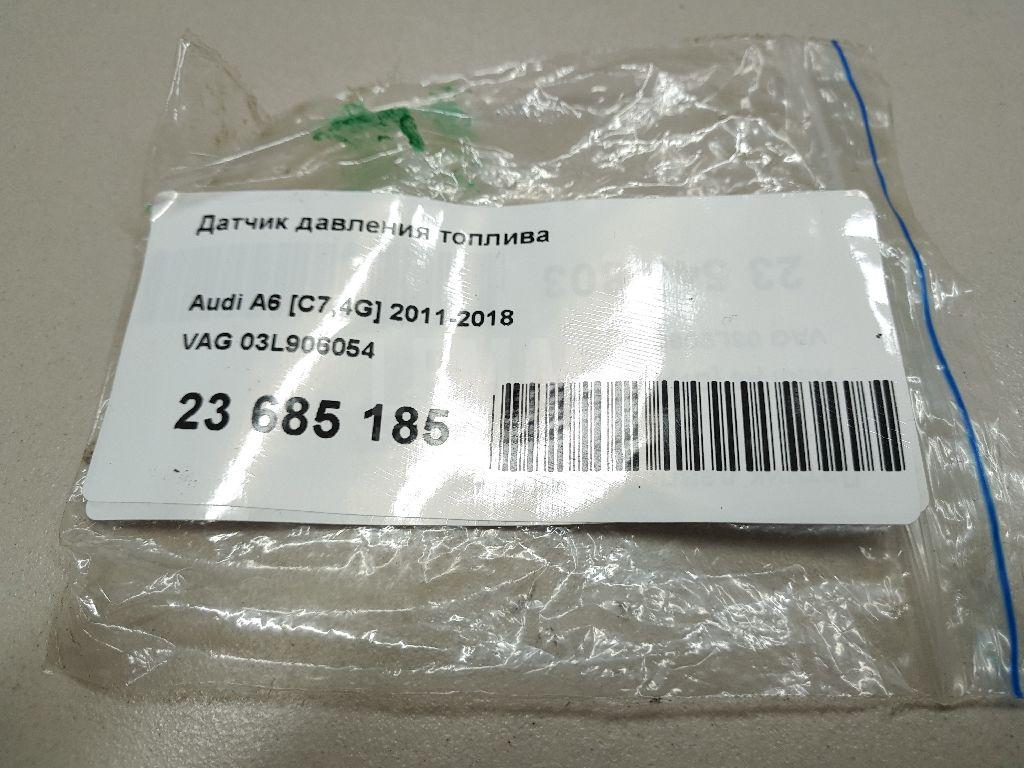 Датчик давления топлива
Audi A6 [C7,4G] 2011-2018
VAG 03L906054
23 685 185